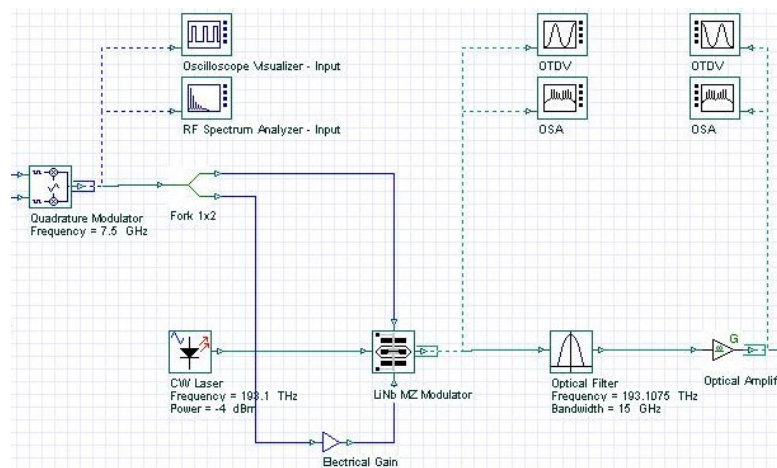 Oscilloscope Visualizer - Input
OTDV
OTDV
RF Spectrum Analyzer - Input
OSA
OSA
Quadrature Modulator
Frequency = 7.5 GHz
Fork 1x2
CW Laser
Frequency = 193.1 THz
Power = -4 dBm
LiNb MZ Modulator
Optical Filter
Frequency = 193.1075 THz
Bandwidth = 15 GHz
G
Optical Amplif
Electrical Gain